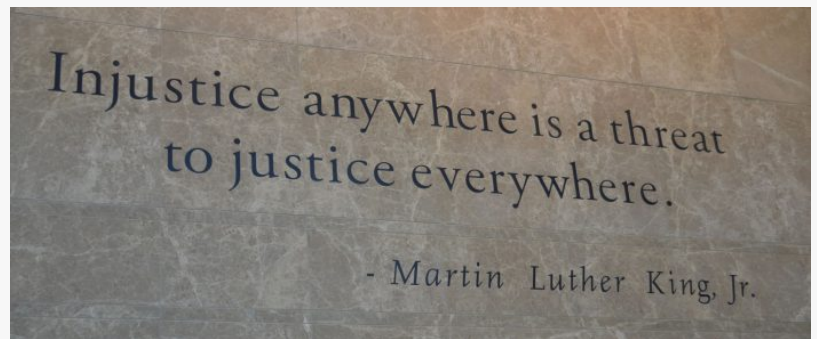 Injustice anywhere is a threat
to justice everywhere.
- Martin Luther King, Jr.